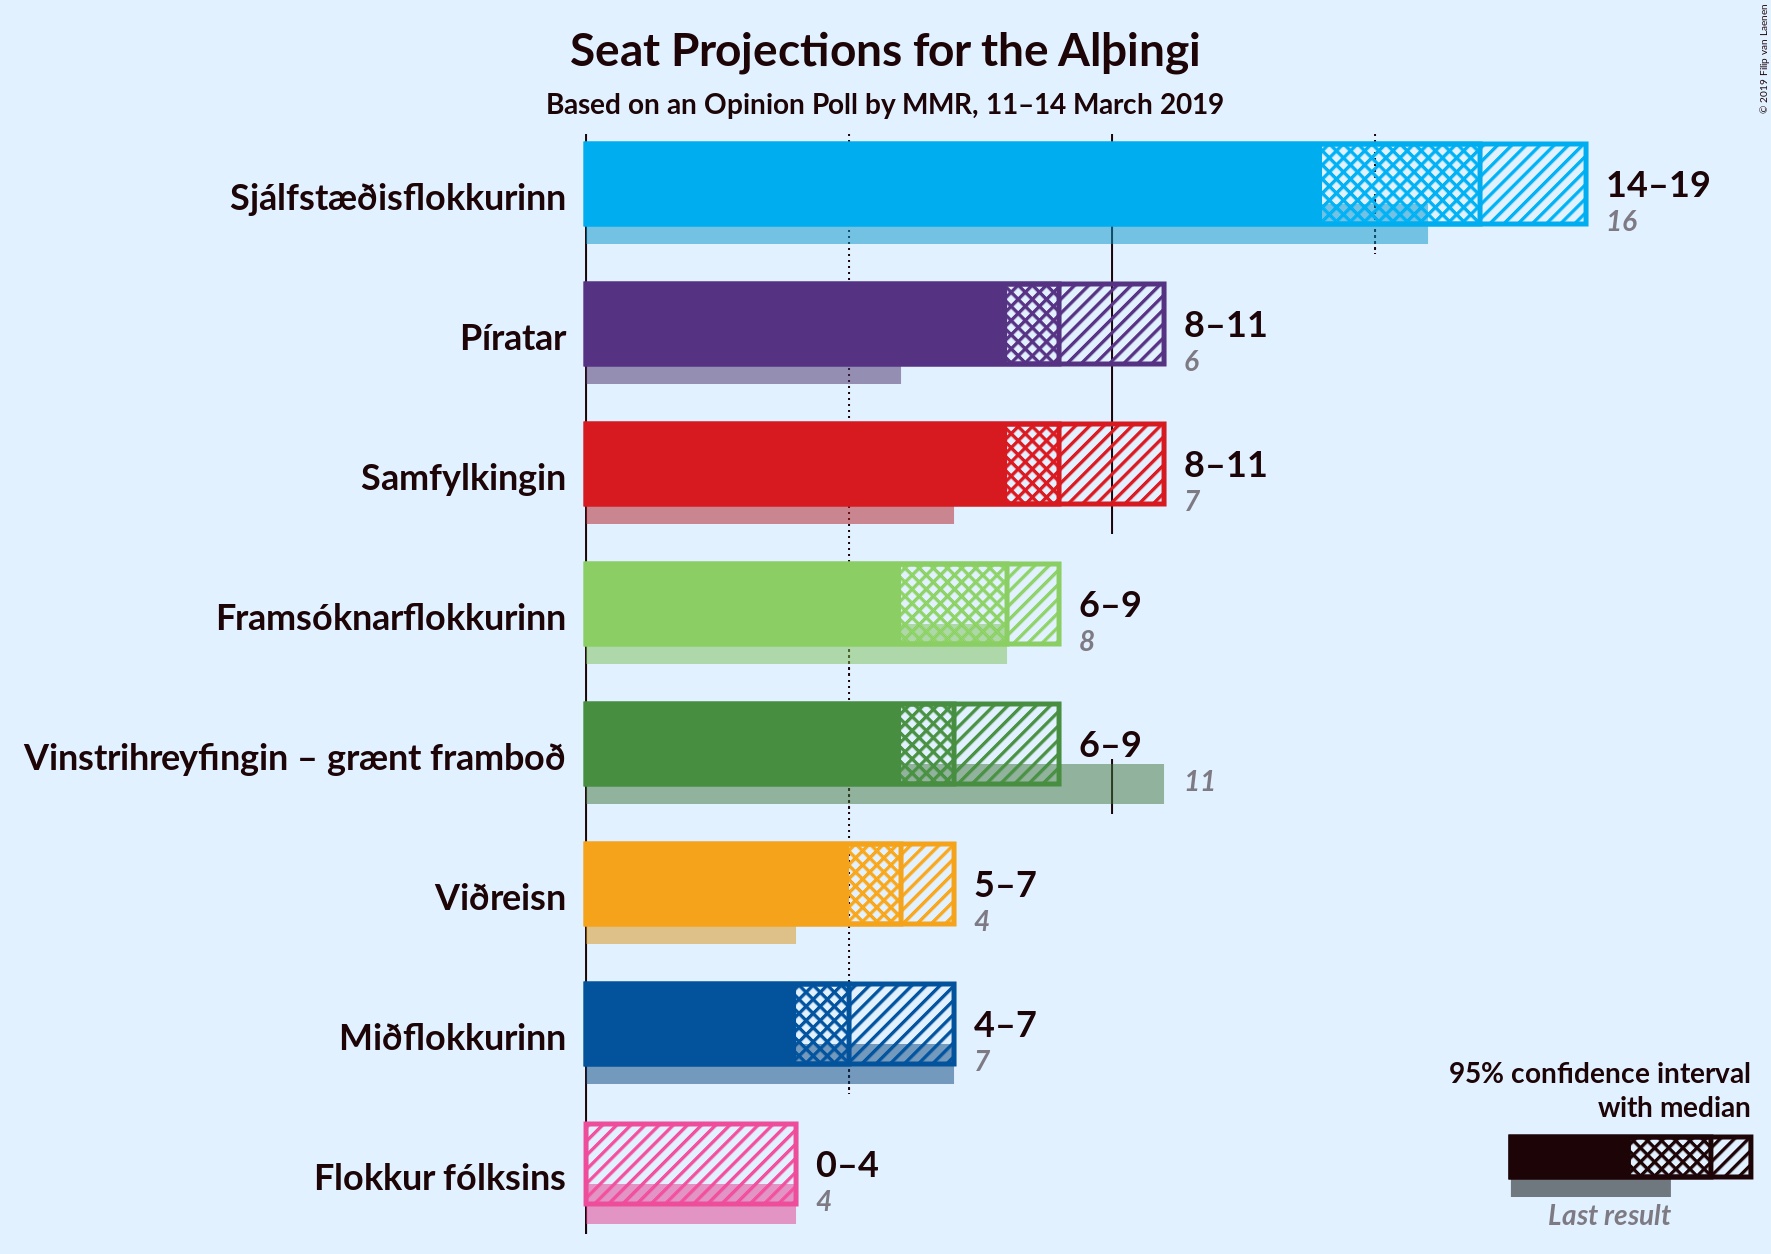 Seat Projections for the Alþingi
Based on an Opinion Poll by MMR, 11–14 March 2019
© 2019 Filip van Laenen
Sjálfstæðisflokkurinn
14–19
16
Píratar
8–11
6
Samfylkingin
8–11
7
Framsóknarflokkurinn
6–9
8
Vinstrihreyfingin – grænt framboð
6–9
11
Viðreisn
5–7
4
Miðflokkurinn
4–7
7
Flokkur fólksins
0–4
4
95% confidence interval
with median
Last result